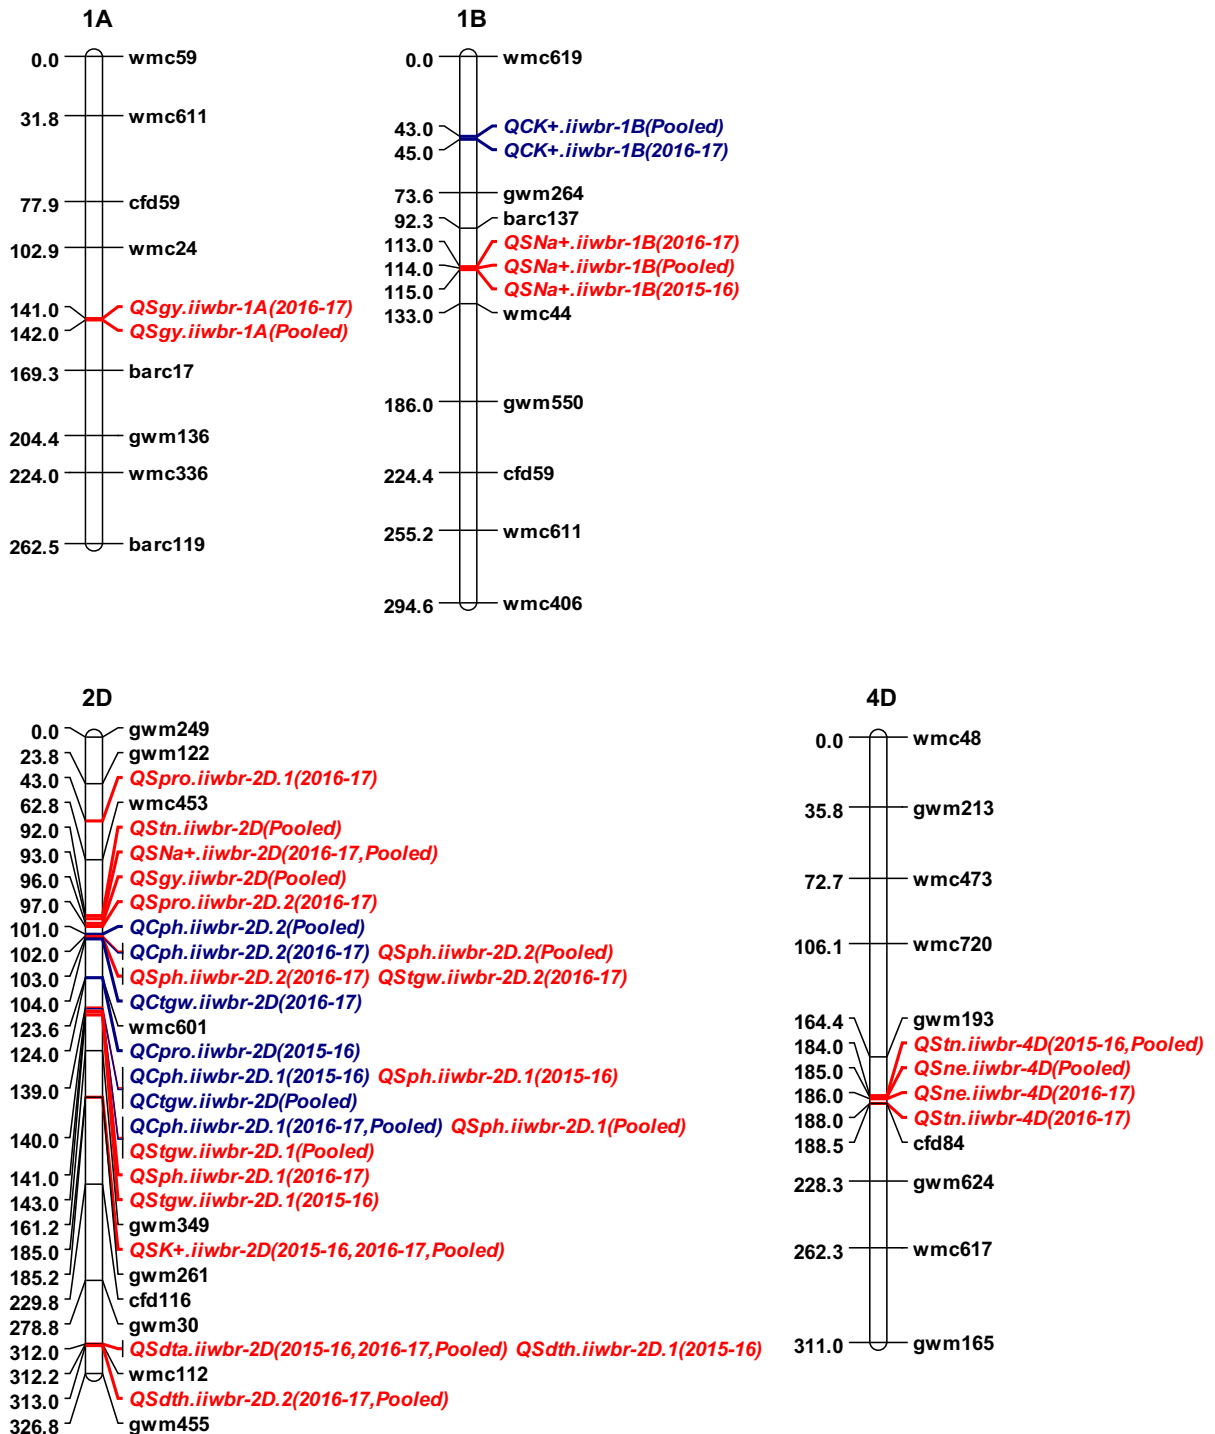 1A
0.0 wmc59
31.8 wmc611
77.9 cfd59
102.9 wmc24
141.0 QSgy.iiwbr-1A(2016-17)
142.0 QSgy.iiwbr-1A(Pooled)
169.3 barc17
204.4 gwm136
224.0 wmc336
262.5 barc119
1B
0.0 wmc619
43.0 QCK+.iiwbr-1B(Pooled)
45.0 QCK+.iiwbr-1B(2016-17)
73.6 gwm264
92.3 barc137
113.0 QSNa+.iiwbr-1B(2016-17)
114.0 QSNa+.iiwbr-1B(Pooled)
115.0 QSNa+.iiwbr-1B(2015-16)
133.0 wmc44
186.0 gwm550
224.4 cfd59
255.2 wmc611
294.6 wmc406
2D
0.0 gwm249
23.8 gwm122
43.0 QSpro.iiwbr-2D.1(2016-17)
62.8 wmc453
92.0 QStn.iiwbr-2D(Pooled)
93.0 QSNa+.iiwbr-2D(2016-17,Pooled)
96.0 QSgy.iiwbr-2D(Pooled)
97.0 QSpro.iiwbr-2D.2(2016-17)
101.0 QCph.iiwbr-2D.2(Pooled)
102.0 QCph.iiwbr-2D.2(2016-17) QSph.iiwbr-2D.2(Pooled)
103.0 QSph.iiwbr-2D.2(2016-17) QStgw.iiwbr-2D.2(2016-17)
104.0 QCtgw.iiwbr-2D(2016-17)
123.6 wmc601
124.0 QCpro.iiwbr-2D(2015-16)
139.0 QCph.iiwbr-2D.1(2015-16) QSph.iiwbr-2D.1(2015-16)
QCtgw.iiwbr-2D(Pooled)
140.0 QCph.iiwbr-2D.1(2016-17,Pooled) QSph.iiwbr-2D.1(Pooled)
QStgw.iiwbr-2D.1(Pooled)
141.0 QSph.iiwbr-2D.1(2016-17)
143.0 QStgw.iiwbr-2D.1(2015-16)
161.2 gwm349
185.0 QSK+.iiwbr-2D(2015-16,2016-17,Pooled)
185.2 gwm261
229.8 cfd116
278.8 gwm30
312.0 QSdta.iiwbr-2D(2015-16,2016-17,Pooled) QSdth.iiwbr-2D.1(2015-16)
312.2 wmc112
313.0 QSdth.iiwbr-2D.2(2016-17,Pooled)
326.8 gwm455
4D
0.0 wmc48
35.8 gwm213
72.7 wmc473
106.1 wmc720
164.4 gwm193
184.0 QStn.iiwbr-4D(2015-16,Pooled)
185.0 QSne.iiwbr-4D(Pooled)
186.0 QSne.iiwbr-4D(2016-17)
188.0 QStn.iiwbr-4D(2016-17)
188.5 cfd84
228.3 gwm624
262.3 wmc617
311.0 gwm165